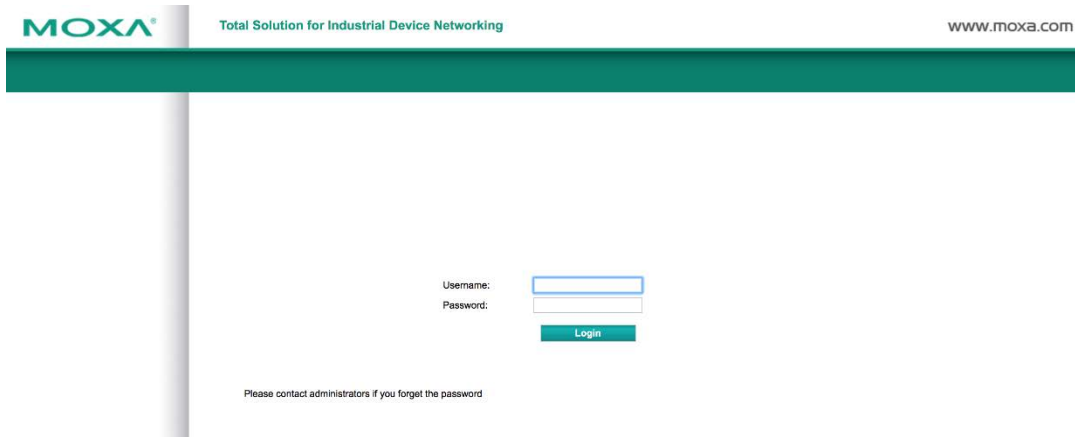 MOXA®
Total Solution for Industrial Device Networking
www.moxa.com
Username:
Password:
Login
Please contact administrators if you forget the password